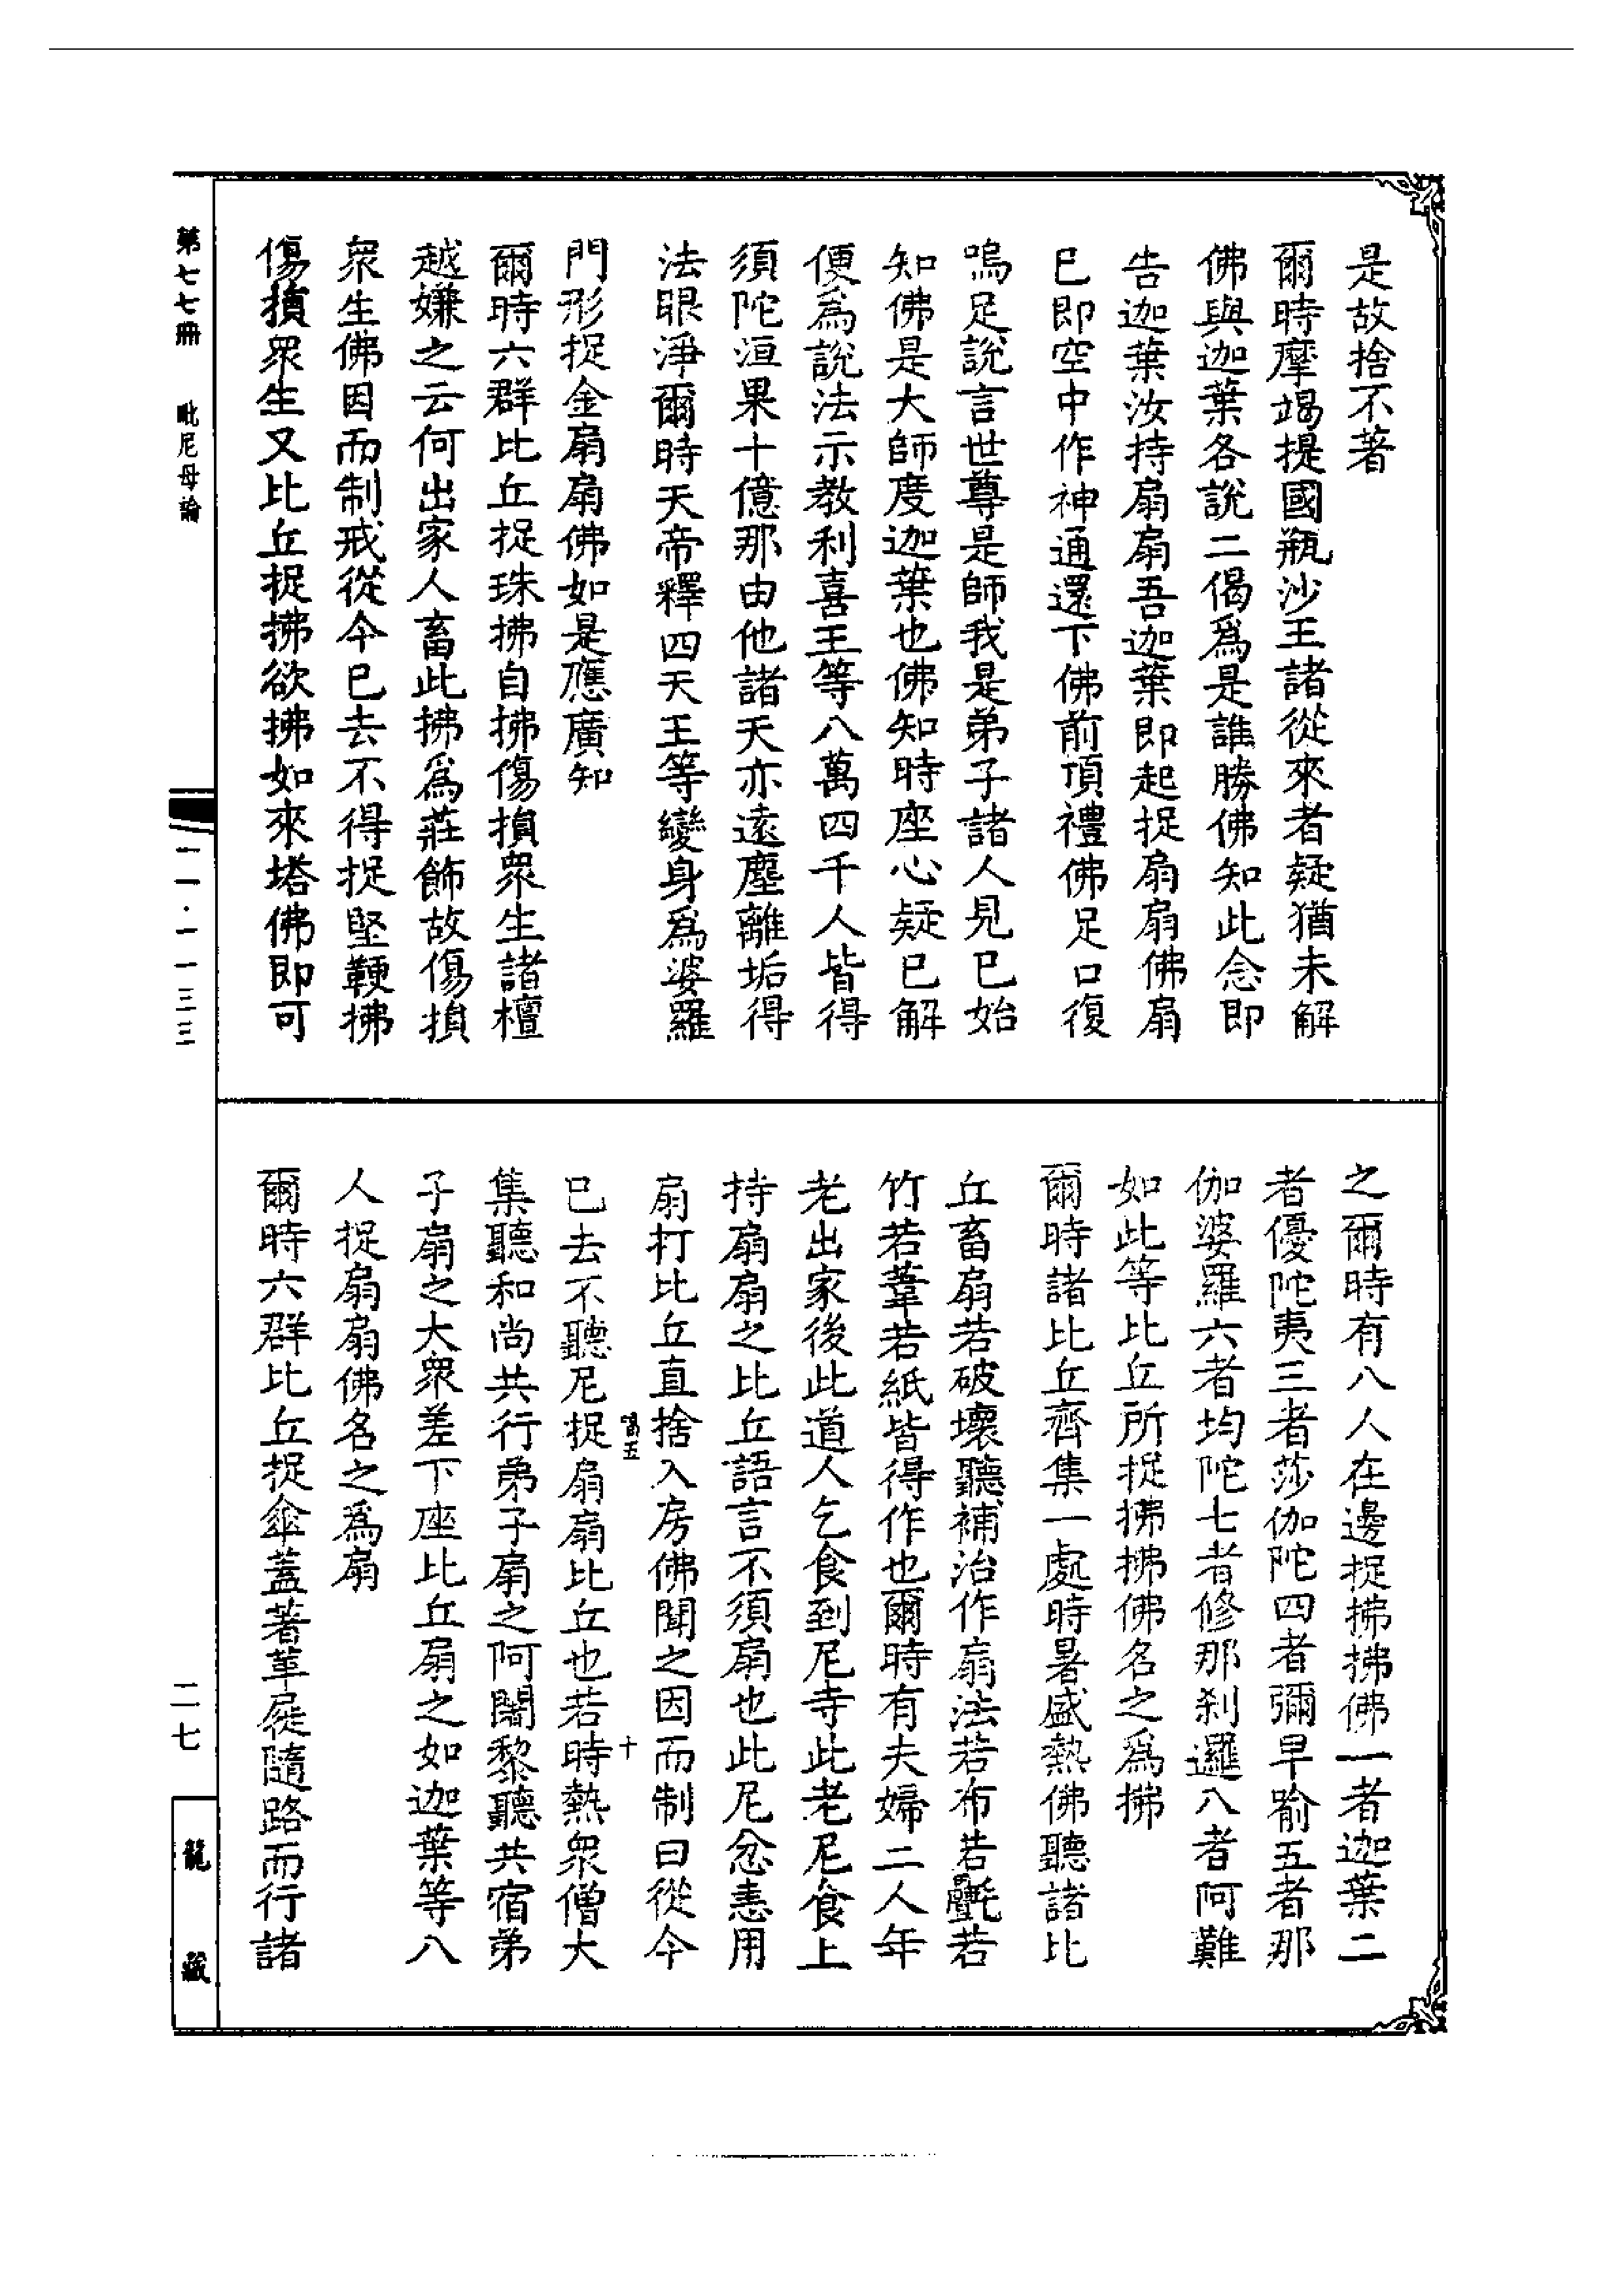 是故捨不著
爾時摩竭提國瓶沙王諸從來者疑猶未解
佛與迦葉各說二偈爲是誰勝佛知此念即
告迦葉汝持扇扇吾迦葉即起捉扇扇佛扇
已即空中作神通還下佛前頂禮佛足口復
嗚足說言世尊是師我是弟子諸人見已始
知佛是大師度迦葉也佛知時座心疑已解
便爲說法示教利喜王等八萬四千人皆得
須陀洹果十億那由他諸天亦遠塵離垢得
法眼淨爾時天帝釋四天王等變身爲婆羅
門形捉金扇扇佛如是應廣知
爾時六群比丘捉珠拂自拂傷損衆生諸檀
越嫌之云何出家人畜此拂爲莊飾故傷損
衆生佛因而制戒從今已去不得捉堅鞕拂
傷損衆生又比丘捉拂欲拂如來塔佛即可
之爾時有八人在邊捉拂拂佛一者迦葉二
者優陀夷三者莎伽陀四者彌早喻五者那
伽婆羅六者均陀七者修那剎邏八者阿難
如此等比丘所捉拂拂佛名之爲拂
爾時諸比丘齊集一處時暑盛熱佛聽諸比
丘畜扇若破壞聽補治作扇法若布若㲲若
竹若葦若紙皆得作也爾時有夫婦二人年
老出家後此道人乞食到尼寺此老尼食上
持扇扇之比丘語言不須扇也此尼忿恚用
扇打比丘直捨入房佛聞之因而制曰從今
已去不聽尼捉扇扇比丘也若時熱衆僧大
集聽和尚共行弟子扇之阿闍黎聽共宿弟
子扇之大衆差下座比丘扇之如迦葉等八
人捉扇扇佛名之爲扇
爾時六群比丘捉傘蓋著革屣隨路而行諸
五
十
第七七冊 毗尼母論
一一·一一三三
二七
龍藏